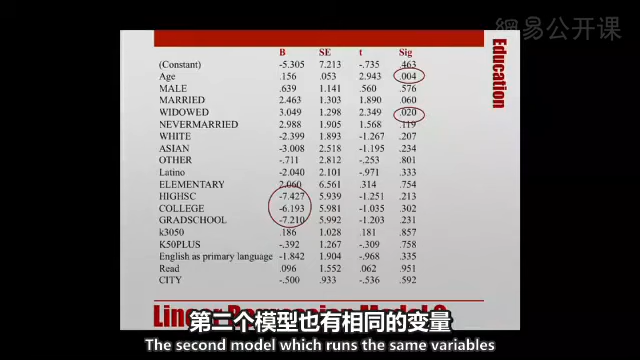 網易公开课
Education
B SE t Sig
(Constant) -5.305 7.213 -.735 .463
Age .156 .053 2.943 .004
MALE .639 1.141 .560 .576
MARRIED 2.463 1.303 1.890 .060
WIDOWED 3.049 1.298 2.349 .020
NEVERMARRIED 2.988 1.905 1.568 .119
WHITE -2.399 1.893 -1.267 .207
ASIAN -3.008 2.518 -1.195 .234
OTHER -.711 2.812 -.253 .801
Latino -2.040 2.101 -.971 .333
ELEMENTARY 2.060 6.561 .314 .754
HIGHSC -7.427 5.939 -1.251 .213
COLLEGE -6.193 5.981 -1.035 .302
GRADSCHOOL -7.210 5.992 -1.203 .231
k3050 .186 1.028 .181 .857
K50PLUS -.392 1.267 -.309 .758
English as primary language -1.842 1.904 -.968 .335
Read .096 1.552 .062 .951
CITY -.500 .933 -.536 .592
Linear Regression Model 2
第二个模型也有相同的变量
The second model which runs the same variables